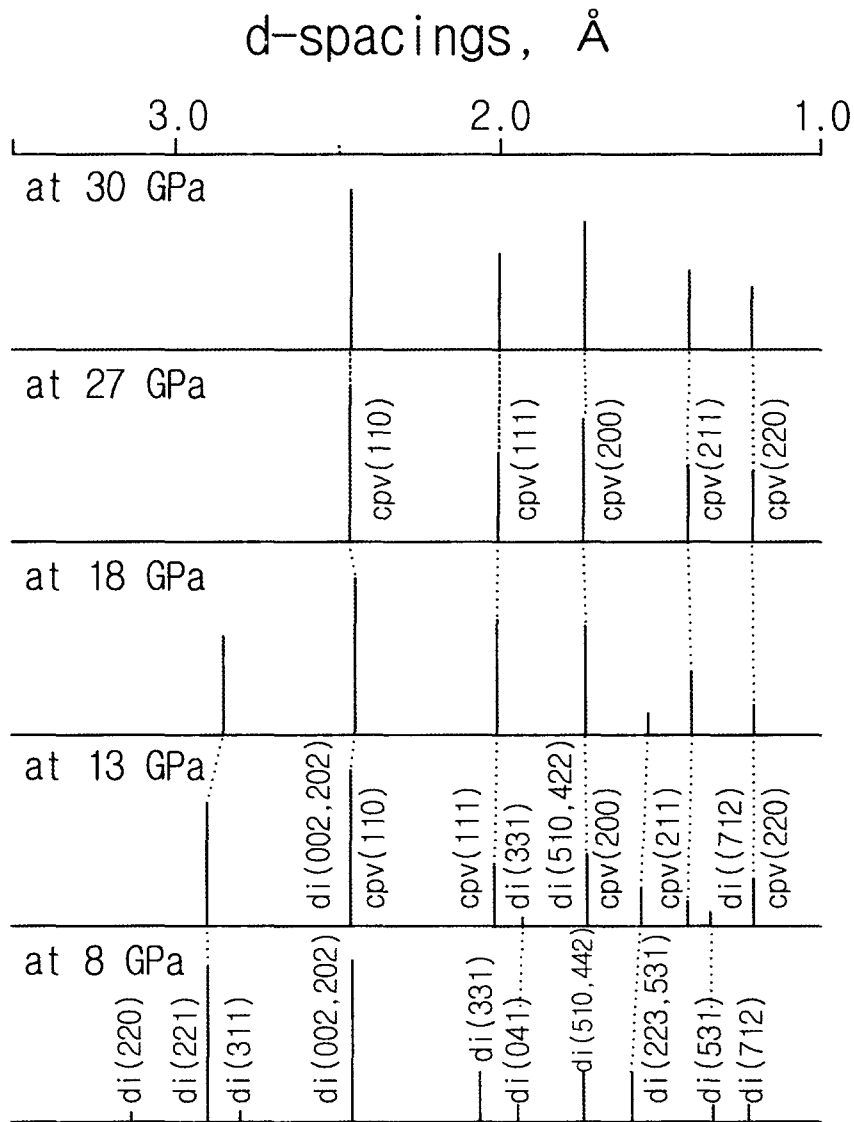 d-spacings, Å
3.0 2.0 1.0
at 30 GPa
at 27 GPa
cpv(110)
cpv(111)
cpv(200)
cpv(211)
cpv(220)
at 18 GPa
at 13 GPa
di(002,202)
cpv(110)
cpv(111)
di(331)
di(510,422)
cpv(200)
cpv(211)
di((712)
cpv(220)
at 8 GPa
di(220)
di(221)
di(311)
di(002,202)
di(331)
di(041)
di(510,442)
di(223,531)
di(531)
di(712)